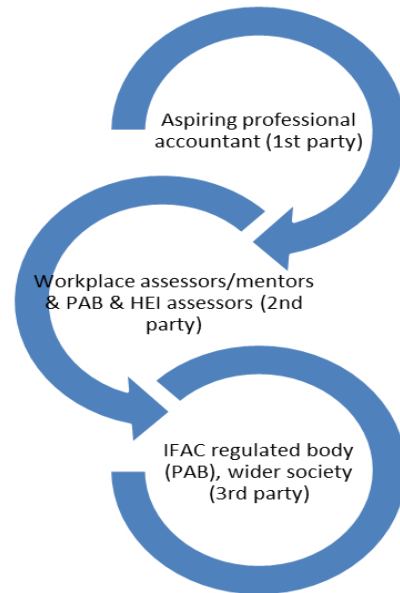 Aspiring professional
accountant (1st party)
Workplace assessors/mentors
& PAB & HEI assessors (2nd
party)
IFAC regulated body
(PAB), wider society
(3rd party)